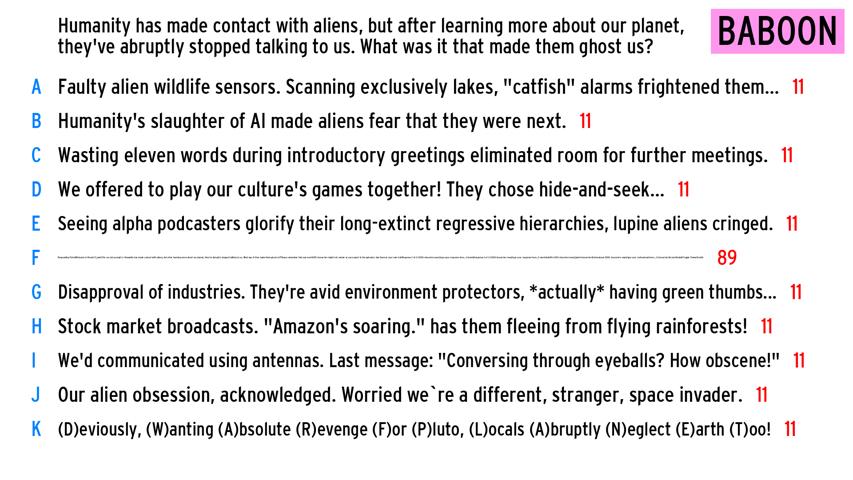 Humanity has made contact with aliens, but after learning more about our planet,
they've abruptly stopped talking to us. What was it that made them ghost us?
BABOON
A Faulty alien wildlife sensors. Scanning exclusively lakes, "catfish" alarms frightened them... 11
B Humanity's slaughter of AI made aliens fear that they were next. 11
C Wasting eleven words during introductory greetings eliminated room for further meetings. 11
D We offered to play our culture's games together! They chose hide-and-seek... 11
E Seeing alpha podcasters glorify their long-extinct regressive hierarchies, lupine aliens cringed. 11
F 89
G Disapproval of industries. They're avid environment protectors, *actually* having green thumbs... 11
H Stock market broadcasts. "Amazon's soaring." has them fleeing from flying rainforests! 11
I We'd communicated using antennas. Last message: "Conversing through eyeballs? How obscene!" 11
J Our alien obsession, acknowledged. Worried we`re a different, stranger, space invader. 11
K (D)eviously, (W)anting (A)bsolute (R)evenge (F)or (P)luto, (L)ocals (A)bruptly (N)eglect (E)arth (T)oo! 11